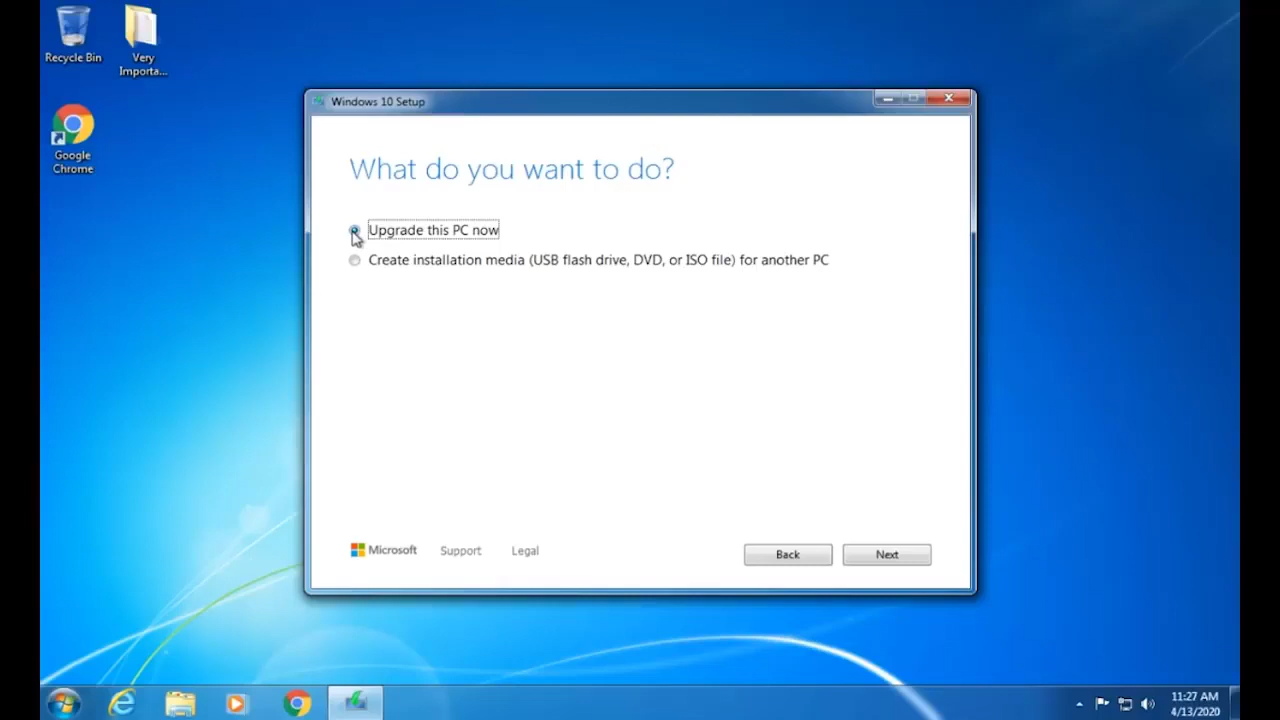 Recycle Bin
Very
Importa...
Google
Chrome
Windows 10 Setup
What do you want to do?
Upgrade this PC now
Create installation media (USB flash drive, DVD, or ISO file) for another PC
Microsoft
Support
Legal
Back
Next
11:27 AM
4/13/2020